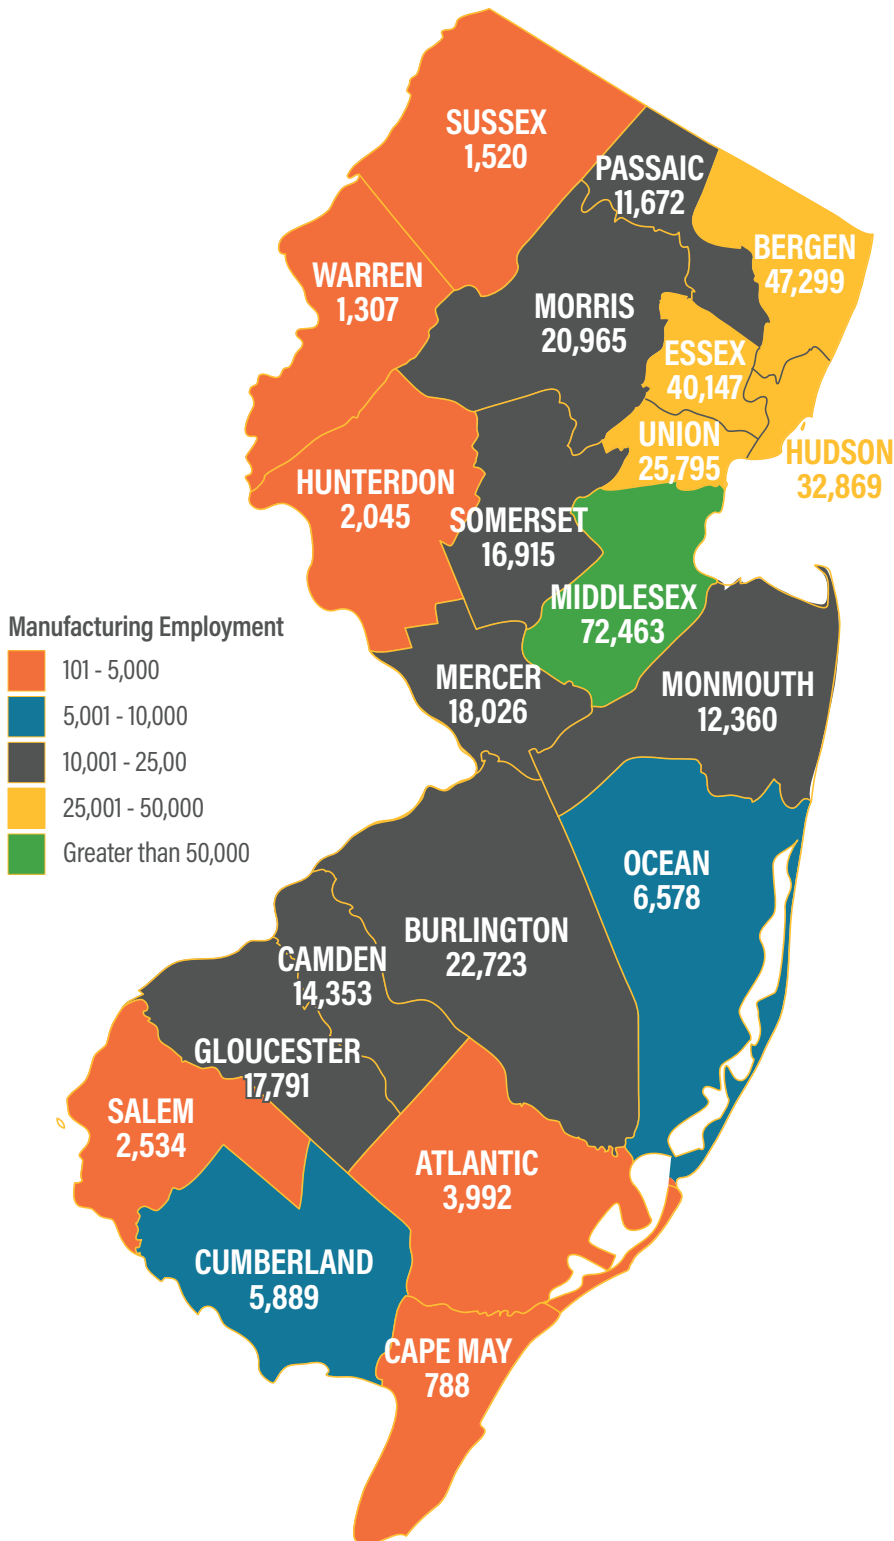 SUSSEX
1,520
PASSAIC
11,672
BERGEN
47,299
WARREN
1,307
MORRIS
20,965
ESSEX
40,147
UNION
25,795
HUDSON
32,869
HUNTERDON
2,045
SOMERSET
16,915
MIDDLESEX
72,463
Manufacturing Employment
101 - 5,000
5,001 - 10,000
10,001 - 25,00
25,001 - 50,000
Greater than 50,000
MERCER
18,026
MONMOUTH
12,360
OCEAN
6,578
BURLINGTON
22,723
CAMDEN
14,353
GLOUCESTER
17,791
SALEM
2,534
ATLANTIC
3,992
CUMBERLAND
5,889
CAPE MAY
788